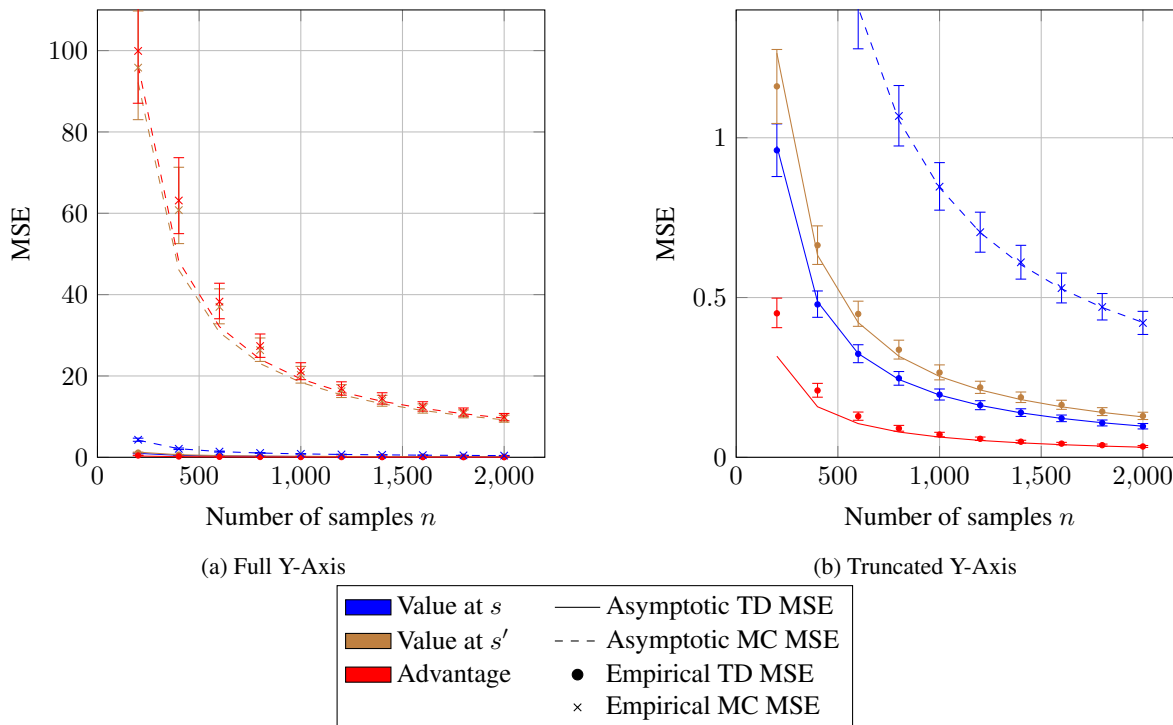 100
80
60
40
20
0
MSE
0 500 1,000 1,500 2,000
Number of samples n
(a) Full Y-Axis
1
0.5
0
MSE
0 500 1,000 1,500 2,000
Number of samples n
(b) Truncated Y-Axis
Value at s
Value at s′
Advantage
Asymptotic TD MSE
Asymptotic MC MSE
Empirical TD MSE
Empirical MC MSE